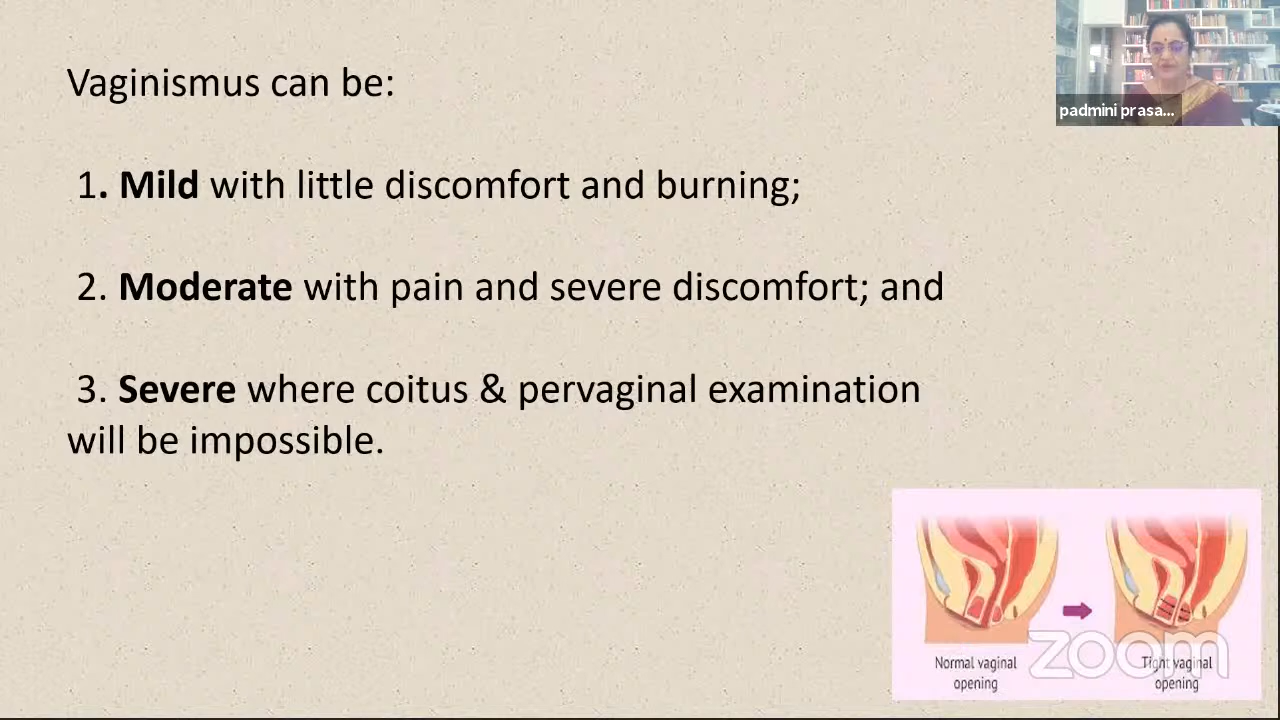 Vaginismus can be:
1. Mild with little discomfort and burning;
2. Moderate with pain and severe discomfort; and
3. Severe where coitus & pervaginal examination
will be impossible.
padmini prasa...
Normal vaginal
opening
Tight vaginal
opening
zoom